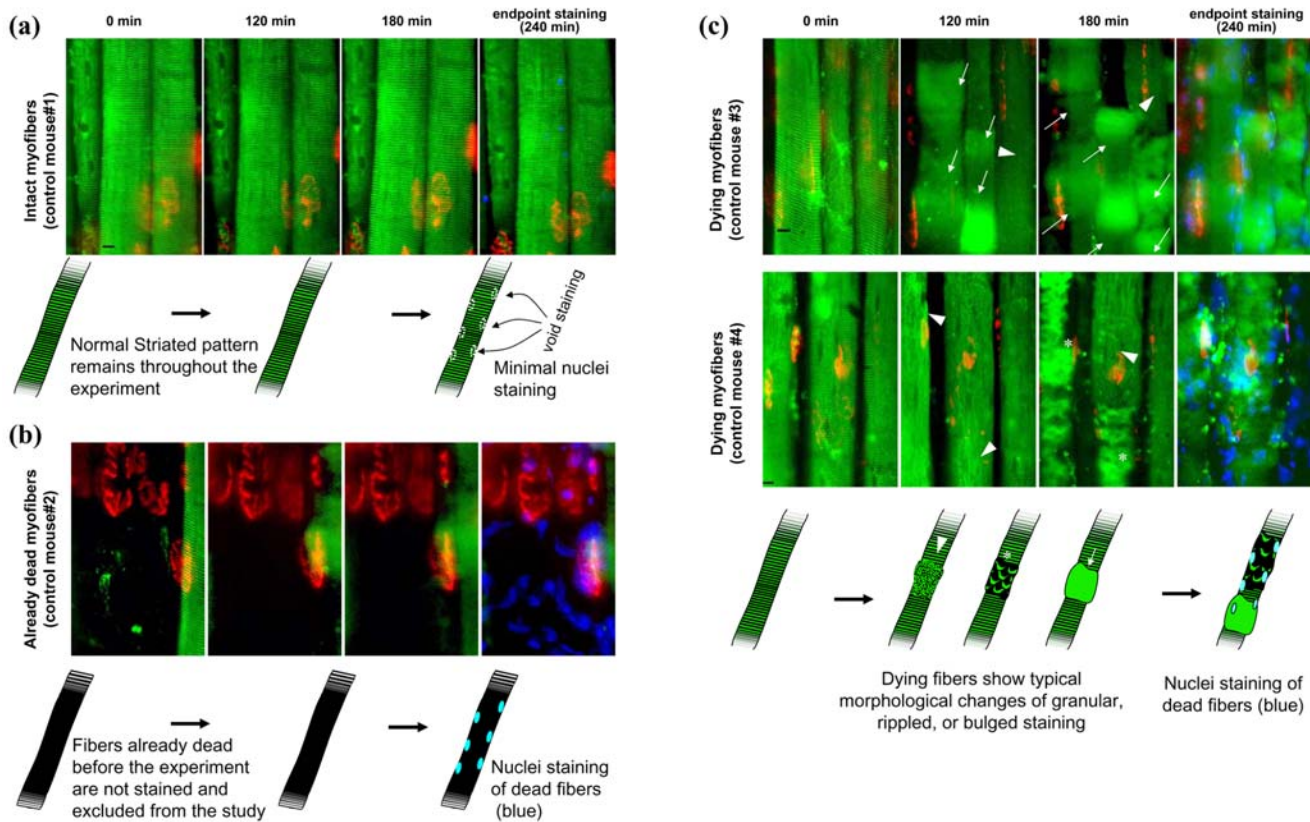 (a)
0 min
120 min
180 min
endpoint staining
(240 min)
Intact myofibers
(control mouse#1)
Normal Striated pattern
remains throughout the
experiment
void staining
Minimal nuclei
staining
(b)
Already dead myofibers
(control mouse#2)
Fibers already dead
before the experiment
are not stained and
excluded from the study
Nuclei staining
of dead fibers
(blue)
(c)
0 min
120 min
180 min
endpoint staining
(240 min)
Dying myofibers
(control mouse #3)
Dying myofibers
(control mouse #4)
*
*
*
Dying fibers show typical
morphological changes of granular,
rippled, or bulged staining
Nuclei staining of
dead fibers (blue)